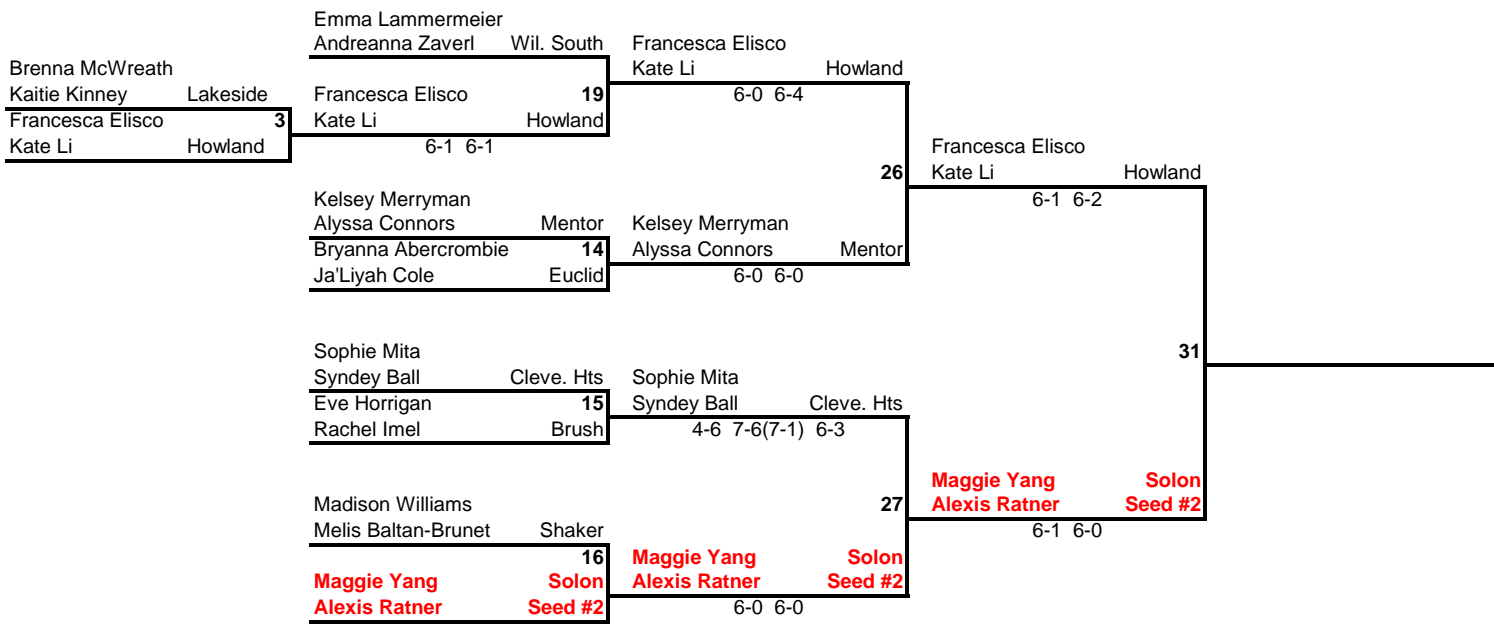 Emma Lammermeier
Andreanna Zaverl Wil. South
Francesca Elisco
Brenna McWreath
Kate Li Howland
Kaitie Kinney Lakeside
Francesca Elisco 19
6-0 6-4
Francesca Elisco 3
Kate Li Howland
Kate Li Howland
6-1 6-1
Francesca Elisco
26
Kate Li Howland
Kelsey Merryman
6-1 6-2
Alyssa Connors Mentor
Kelsey Merryman
Bryanna Abercrombie 14
Alyssa Connors Mentor
Ja'Liyah Cole Euclid
6-0 6-0
Sophie Mita
31
Syndey Ball Cleve. Hts
Sophie Mita
Eve Horrigan 15
Syndey Ball Cleve. Hts
Rachel Imel Brush
4-6 7-6(7-1) 6-3
Maggie Yang Solon
Madison Williams
27
Alexis Ratner Seed #2
Melis Baltan-Brunet Shaker
6-1 6-0
16
Maggie Yang Solon
Maggie Yang Solon
Alexis Ratner Seed #2
Alexis Ratner Seed #2
6-0 6-0